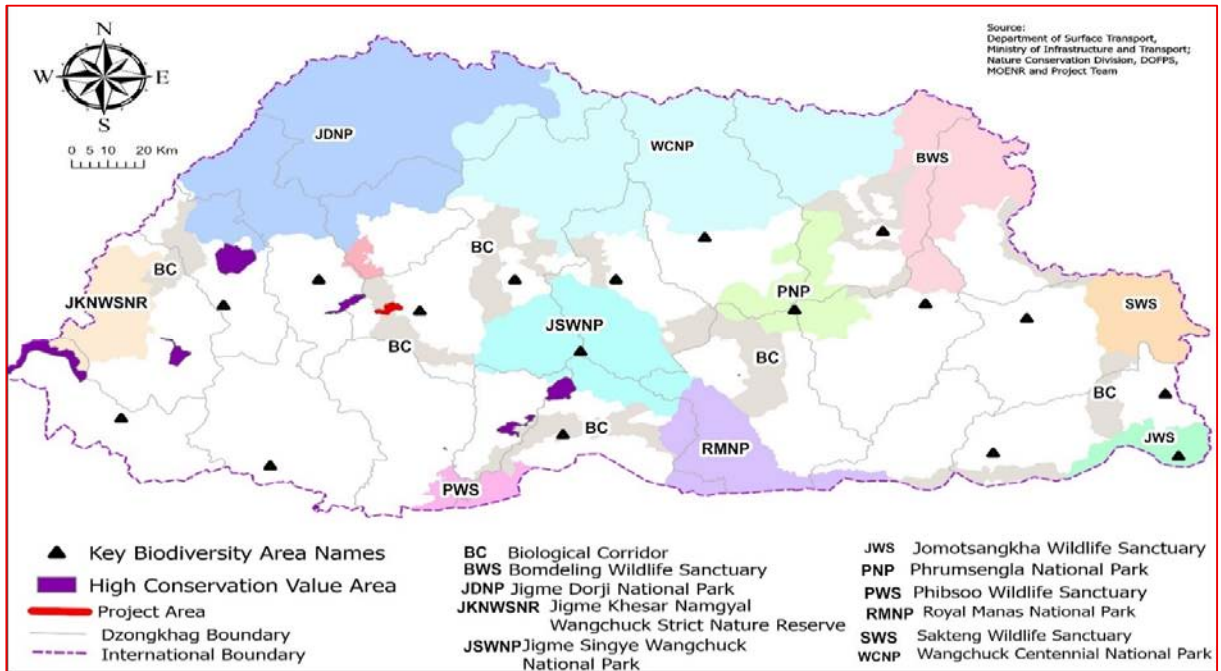 N
W E
S
0 5 10 20 Km
Source:
Department of Surface Transport,
Ministry of Infrastructure and Transport;
Nature Conservation Division, DOFPS,
MOENR and Project Team
JDNP
WCNP
BWS
BC
BC
JKNWSNR
PNP
SWS
JSWNP
BC
BC
BC
BC
RMNP
JWS
PWS
Key Biodiversity Area Names
High Conservation Value Area
Project Area
Dzongkhag Boundary
International Boundary
BC Biological Corridor
BWS Bomdeling Wildlife Sanctuary
JDNP Jigme Dorji National Park
JKNWSNR Jigme Khesar Namgyal
Wangchuck Strict Nature Reserve
JSWNP Jigme Singye Wangchuck
National Park
JWS Jomotsangkha Wildlife Sanctuary
PNP Phrumsengla National Park
PWS Phibsoo Wildlife Sanctuary
RMNP Royal Manas National Park
SWS Sakteng Wildlife Sanctuary
WCNP Wangchuck Centennial National Park